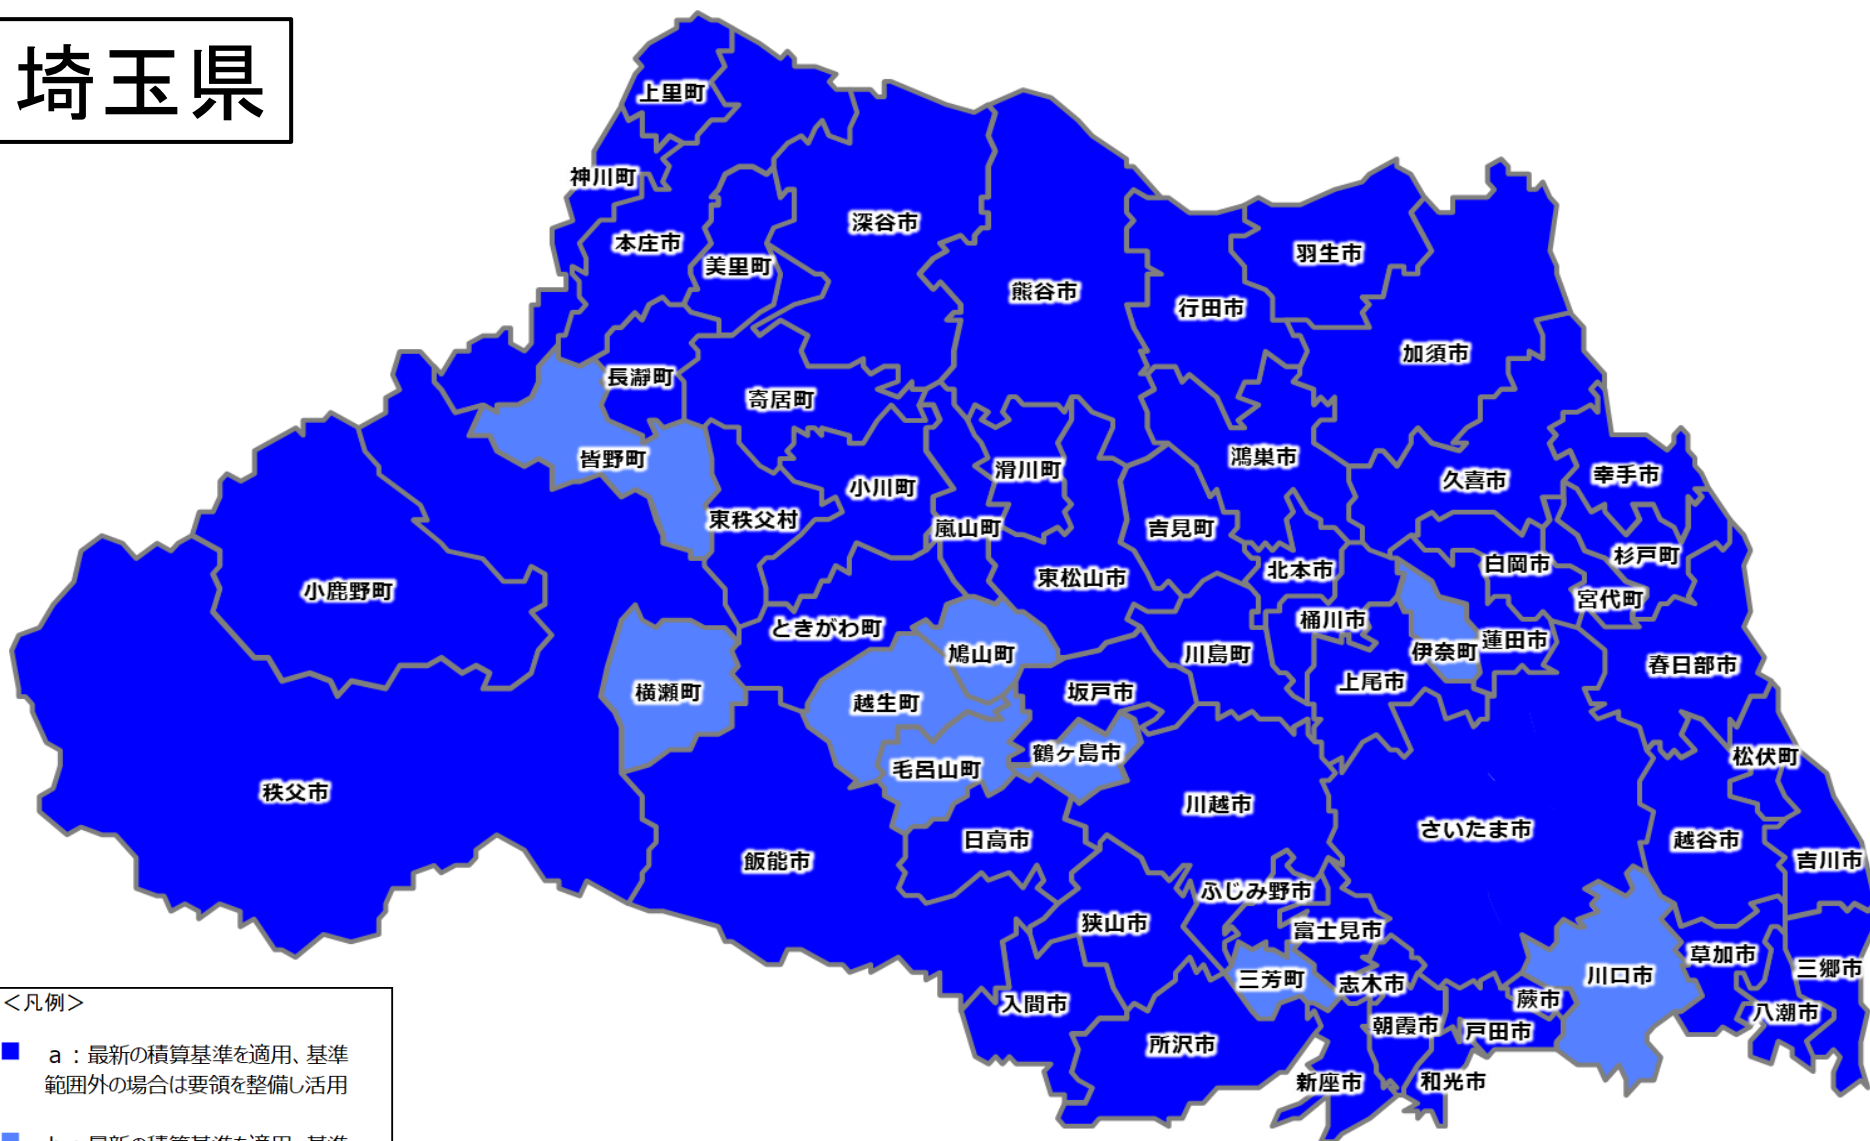 埼玉県
上里町
神川町
本庄市
美里町
深谷市
熊谷市
行田市
羽生市
加須市
長瀞町
寄居町
皆野町
小川町
滑川町
鴻巣市
久喜市
幸手市
東秩父村
嵐山町
吉見町
東松山市
北本市
白岡市
杉戸町
宮代町
小鹿野町
ときがわ町
桶川市
蓮田市
伊奈町
鳩山町
川島町
上尾市
春日部市
横瀬町
越生町
坂戸市
鶴ヶ島市
毛呂山町
松伏町
秩父市
川越市
さいたま市
越谷市
吉川市
日高市
飯能市
ふじみ野市
狭山市
富士見市
草加市
三郷市
三芳町
志木市
川口市
蕨市
入間市
朝霞市
戸田市
八潮市
所沢市
新座市
和光市
＜凡例＞
a：最新の積算基準を適用、基準
範囲外の場合は要領を整備し活用
b：最新の積算基準を適用、基準